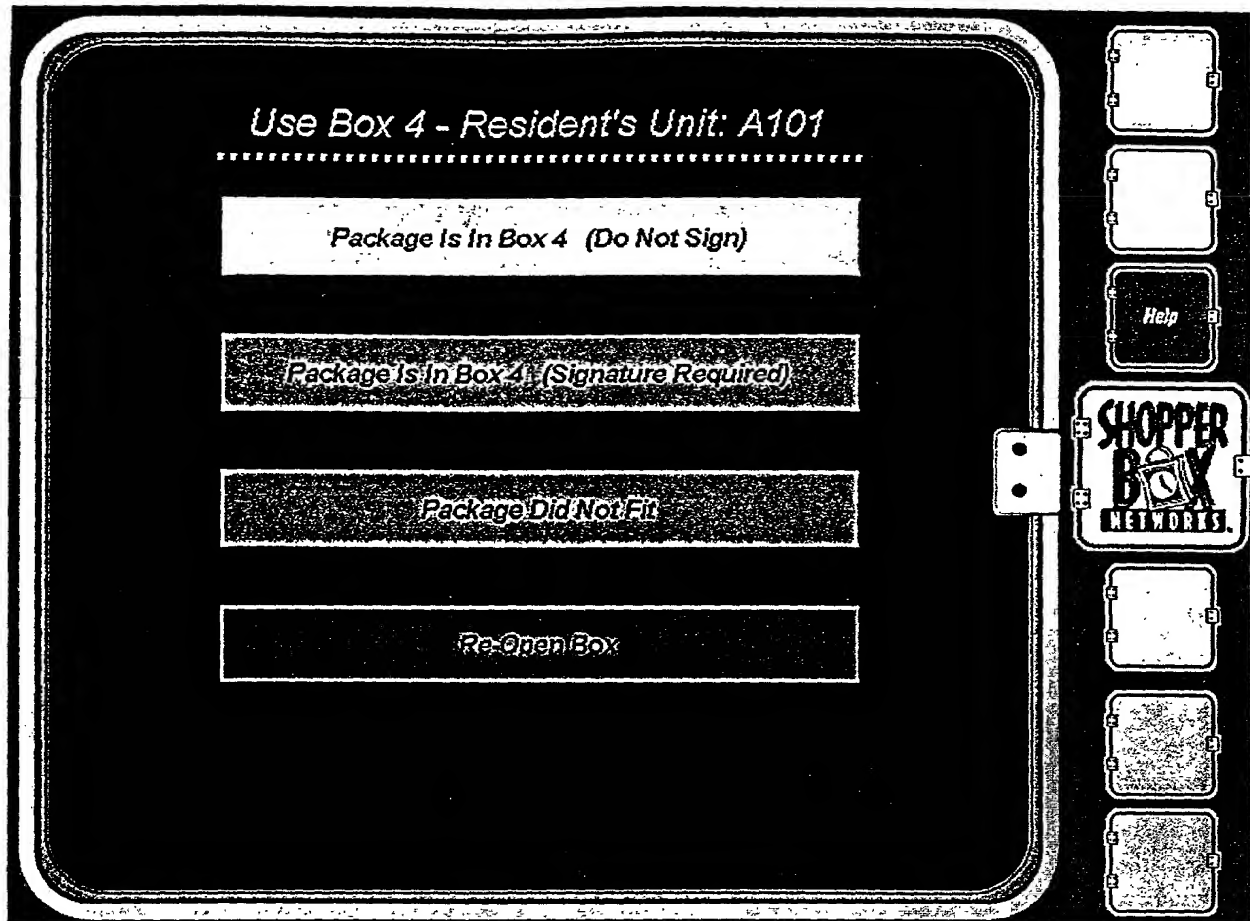 Use Box 4 - Resident's Unit: A101
Package Is In Box 4 (Do Not Sign)
Package Is In Box 4 (Signature Required)
Package Did Not Fit
Re-Open Box
Help
SHOPPER
BOX
NETWORKS